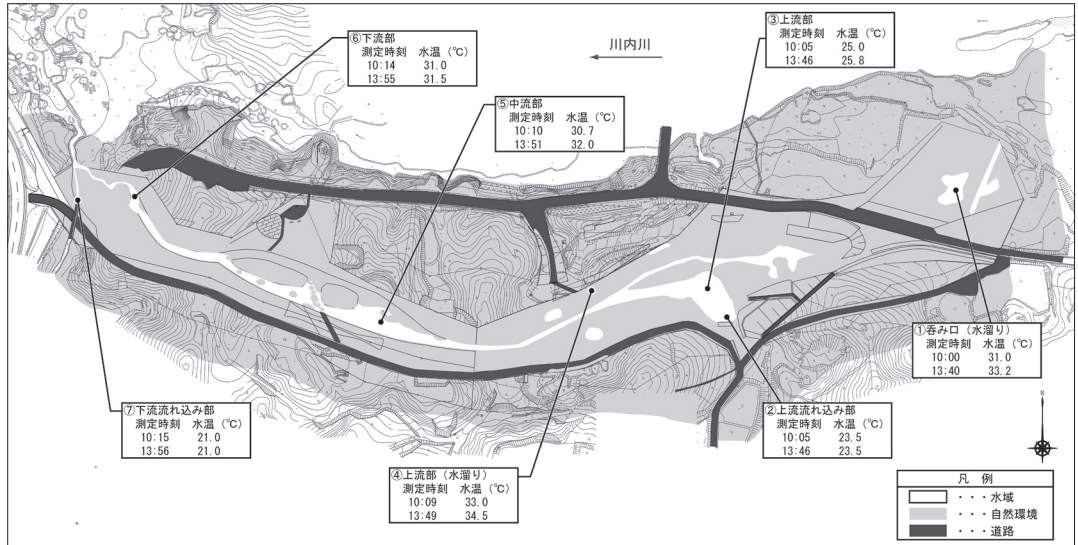 川内川
③上流部
測定時刻 水温(℃)
10:05 25.0
13:46 25.8
⑥下流部
測定時刻 水温(℃)
10:14 31.0
13:55 31.5
⑤中流部
測定時刻 水温(℃)
10:10 30.7
13:51 32.0
①呑み口(水溜り)
測定時刻 水温(℃)
10:00 31.0
13:40 33.2
②上流流れ込み部
測定時刻 水温(℃)
10:05 23.5
13:46 23.5
⑦下流流れ込み部
測定時刻 水温(℃)
10:15 21.0
13:56 21.0
④上流部(水溜り)
測定時刻 水温(℃)
10:09 33.0
13:49 34.5
N
凡 例
・・・水域
・・・自然環境
・・・道路